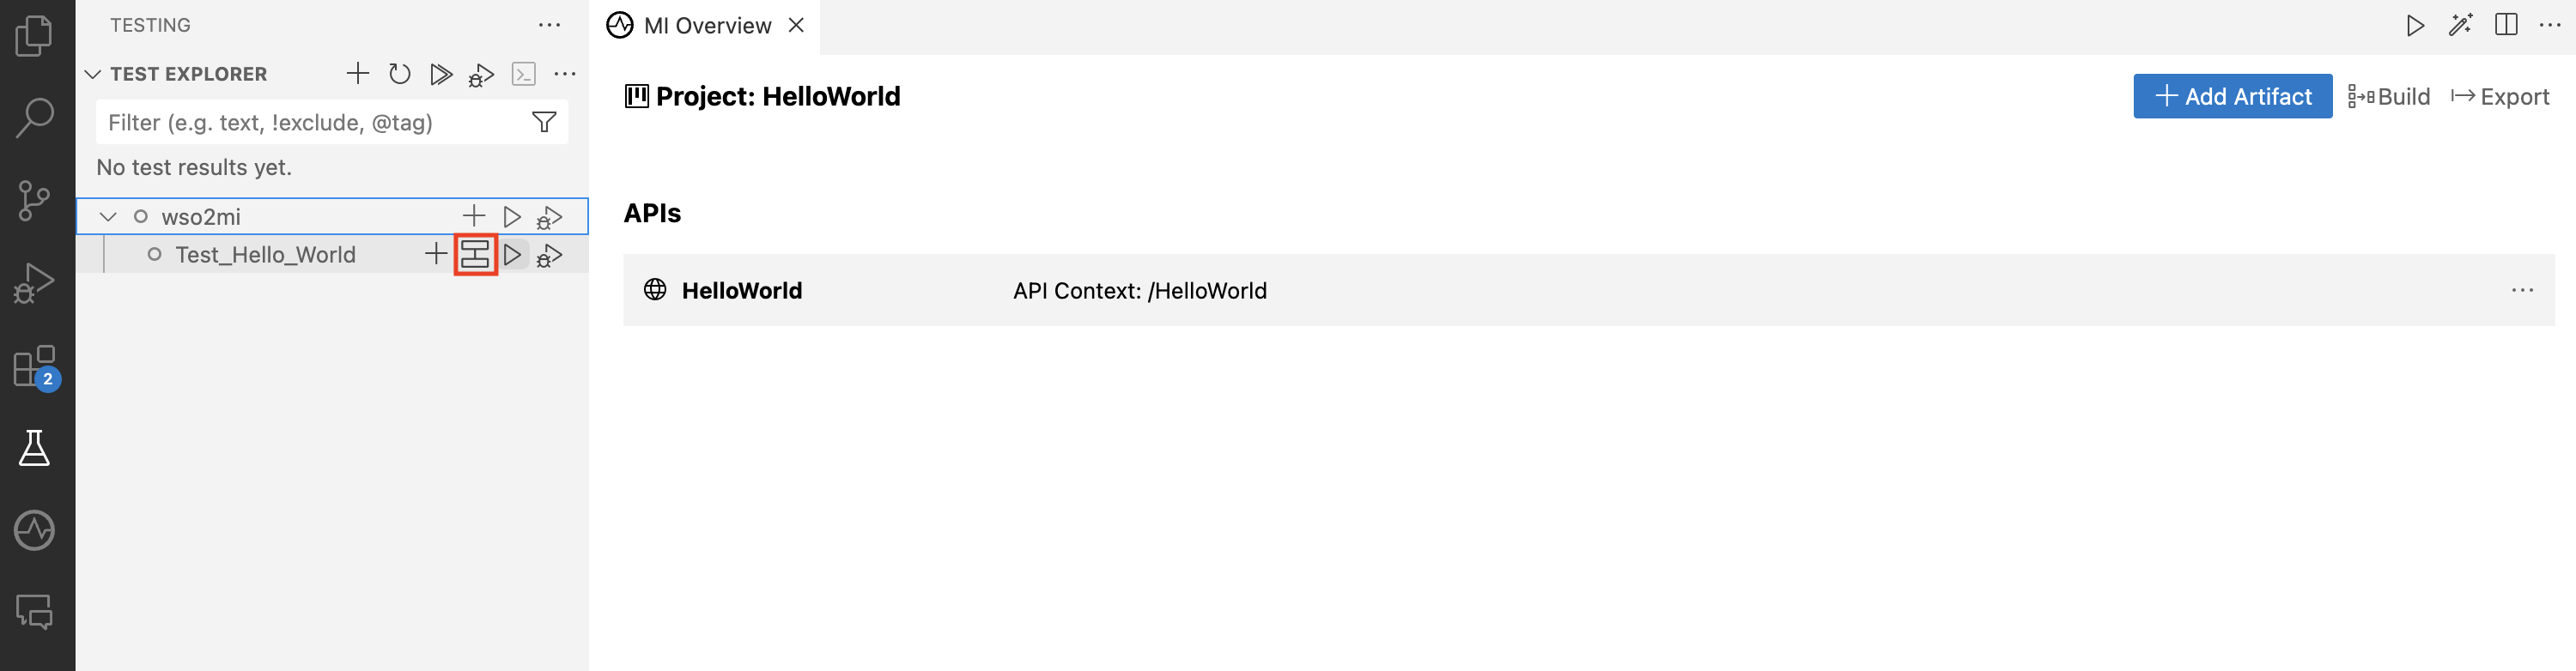 TESTING
TEST EXPLORER
Filter (e.g. text, !exclude, @tag)
No test results yet.
wso2mi
Test_Hello_World
2
MI Overview
Project: HelloWorld
Add Artifact
Build
Export
APIs
HelloWorld
API Context: /HelloWorld